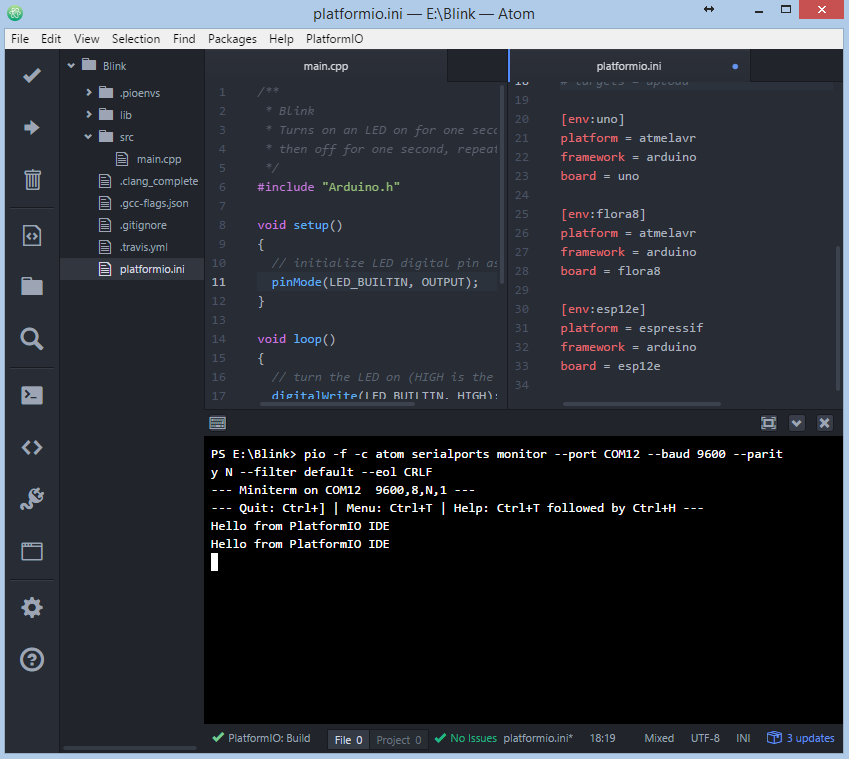 platformio.ini — E:\Blink — Atom
File Edit View Selection Find Packages Help PlatformIO
Blink
.pioenvs
lib
src
main.cpp
.clang_complete
.gcc-flags.json
.gitignore
.travis.yml
platformio.ini
main.cpp
1 /**
2 * Blink
3 * Turns on an LED on for one seco
4 * then off for one second, repeat
5 */
6 #include "Arduino.h"
7
8 void setup()
9 {
10 // initialize LED digital pin as
11 pinMode(LED_BUILTIN, OUTPUT);
12 }
13
14 void loop()
15 {
16 // turn the LED on (HIGH is the
17 digitalWrite(LED_BUILTIN, HIGH);
platformio.ini
18 # targets = upload
19
20 [env:uno]
21 platform = atmelavr
22 framework = arduino
23 board = uno
24
25 [env:flora8]
26 platform = atmelavr
27 framework = arduino
28 board = flora8
29
30 [env:esp12e]
31 platform = espressif
32 framework = arduino
33 board = esp12e
34
PS E:\Blink> pio -f -c atom serialports monitor --port COM12 --baud 9600 --parit
y N --filter default --eol CRLF
--- Miniterm on COM12  9600,8,N,1 ---
--- Quit: Ctrl+] | Menu: Ctrl+T | Help: Ctrl+T followed by Ctrl+H ---
Hello from PlatformIO IDE
Hello from PlatformIO IDE
PlatformIO: Build File 0 Project 0 No Issues platformio.ini* 18:19 Mixed UTF-8 INI 3 updates